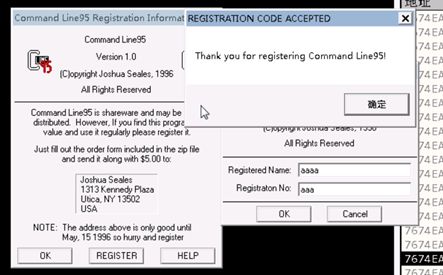 Command Line95 Registration Informat
Command Line95
Version 1.0
(C)opyright Joshua Seales, 1996
All Rights Reserved
Command Line95 is shareware and may be
distributed. However, If you find this progra
value and use it regularly please register it.
Just fill out the order form included in the zip file
and send it along with $5.00 to:
Joshua Seales
1313 Kennedy Plaza
Utica, NY 13502
USA
NOTE: The address above is only good until
May, 15 1996 so hurry and register
OK
REGISTER
HELP
REGISTRATION CODE ACCEPTED
Thank you for registering Command Line95!
确定
All Rights Reserved
Registered Name:
aaaa
Registraton No:
aaa
OK
Cancel
地址
7674EA
7674EA
7674EA
7674EA
7674EA
7674EA
7674EA
7674EA
7674EA
7674EA
7674EA
7674EA